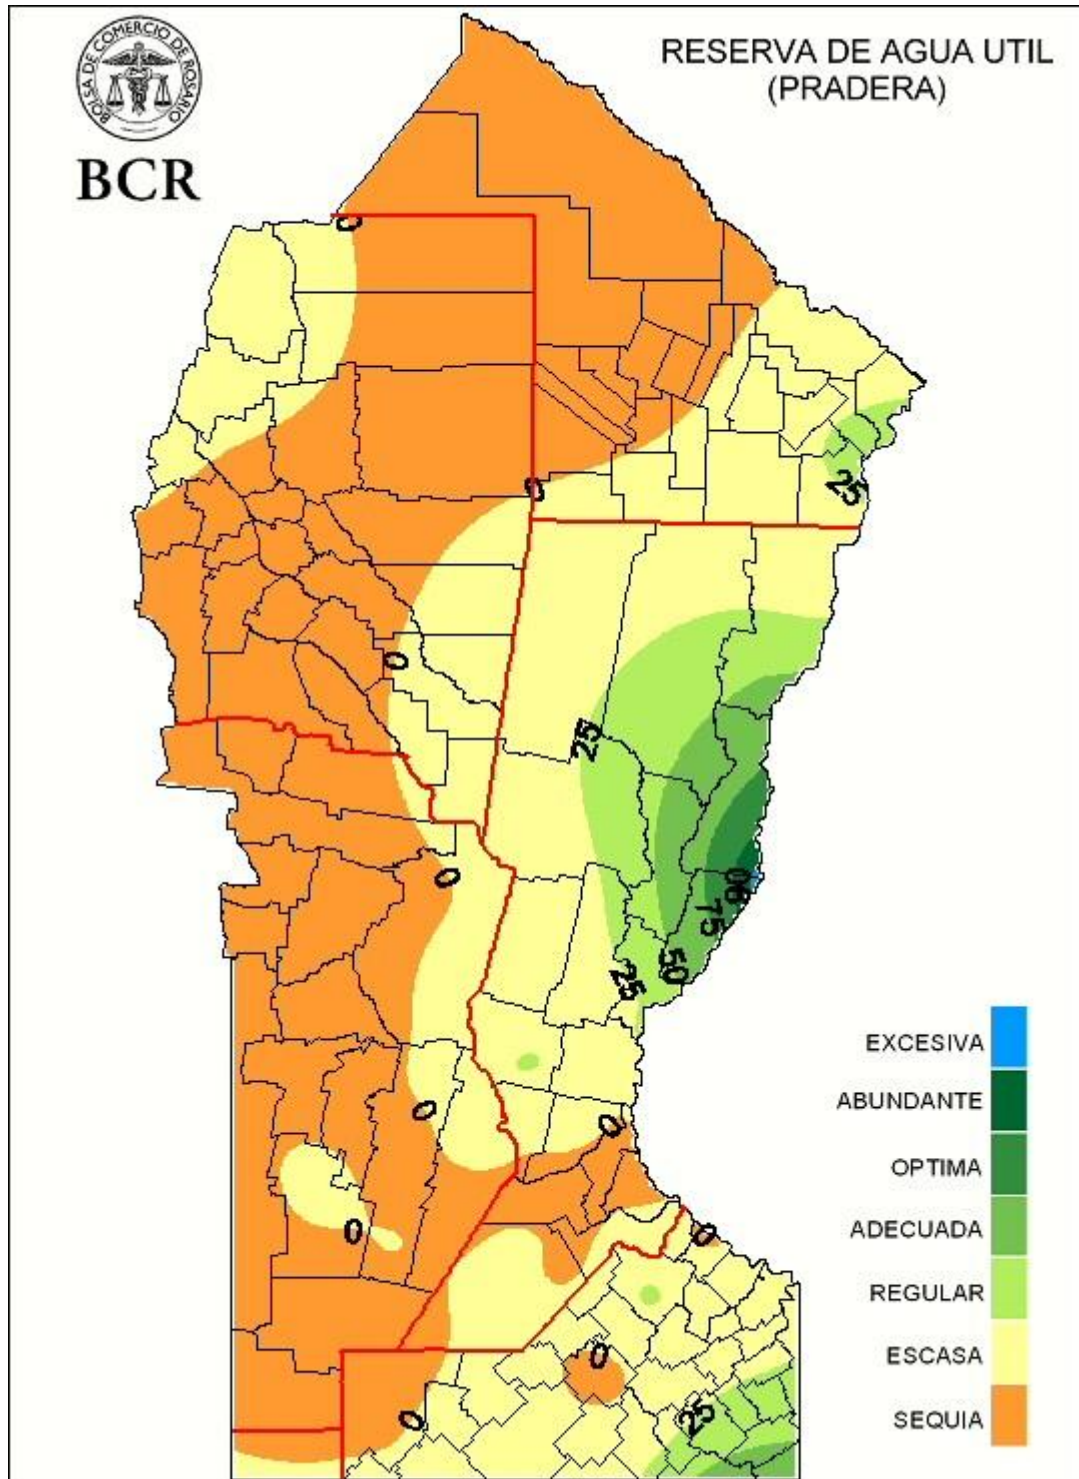 BOLSA DE COMERCIO DE ROSARIO
BCR
RESERVA DE AGUA UTIL
(PRADERA)
0
25
0
0
25
0
90
75
50
25
0
0
0
0
0
0
25
EXCESIVA
ABUNDANTE
OPTIMA
ADECUADA
REGULAR
ESCASA
SEQUIA